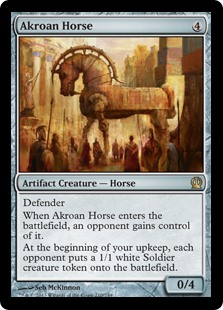 Akroan Horse 4
Artifact Creature — Horse
Defender
When Akroan Horse enters the
battlefield, an opponent gains control
of it.
At the beginning of your upkeep, each
opponent puts a 1/1 white Soldier
creature token onto the battlefield.
Seb McKinnon
0/4